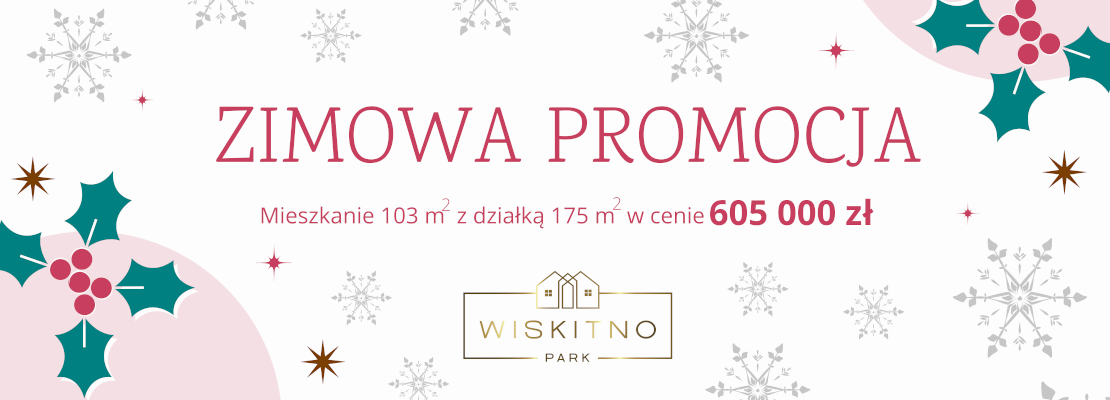 ZIMOWA PROMOCJA
Mieszkanie 103 m² z działką 175 m² w cenie 605 000 zł
WISKITNO
PARK